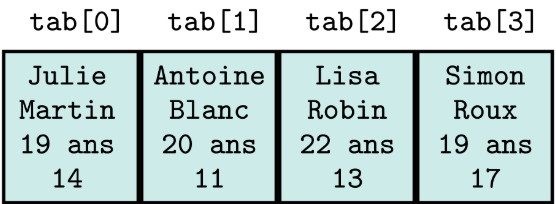 tab[0] tab[1] tab[2] tab[3]
Julie Antoine Lisa Simon
Martin Blanc Robin Roux
19 ans 20 ans 22 ans 19 ans
14 11 13 17